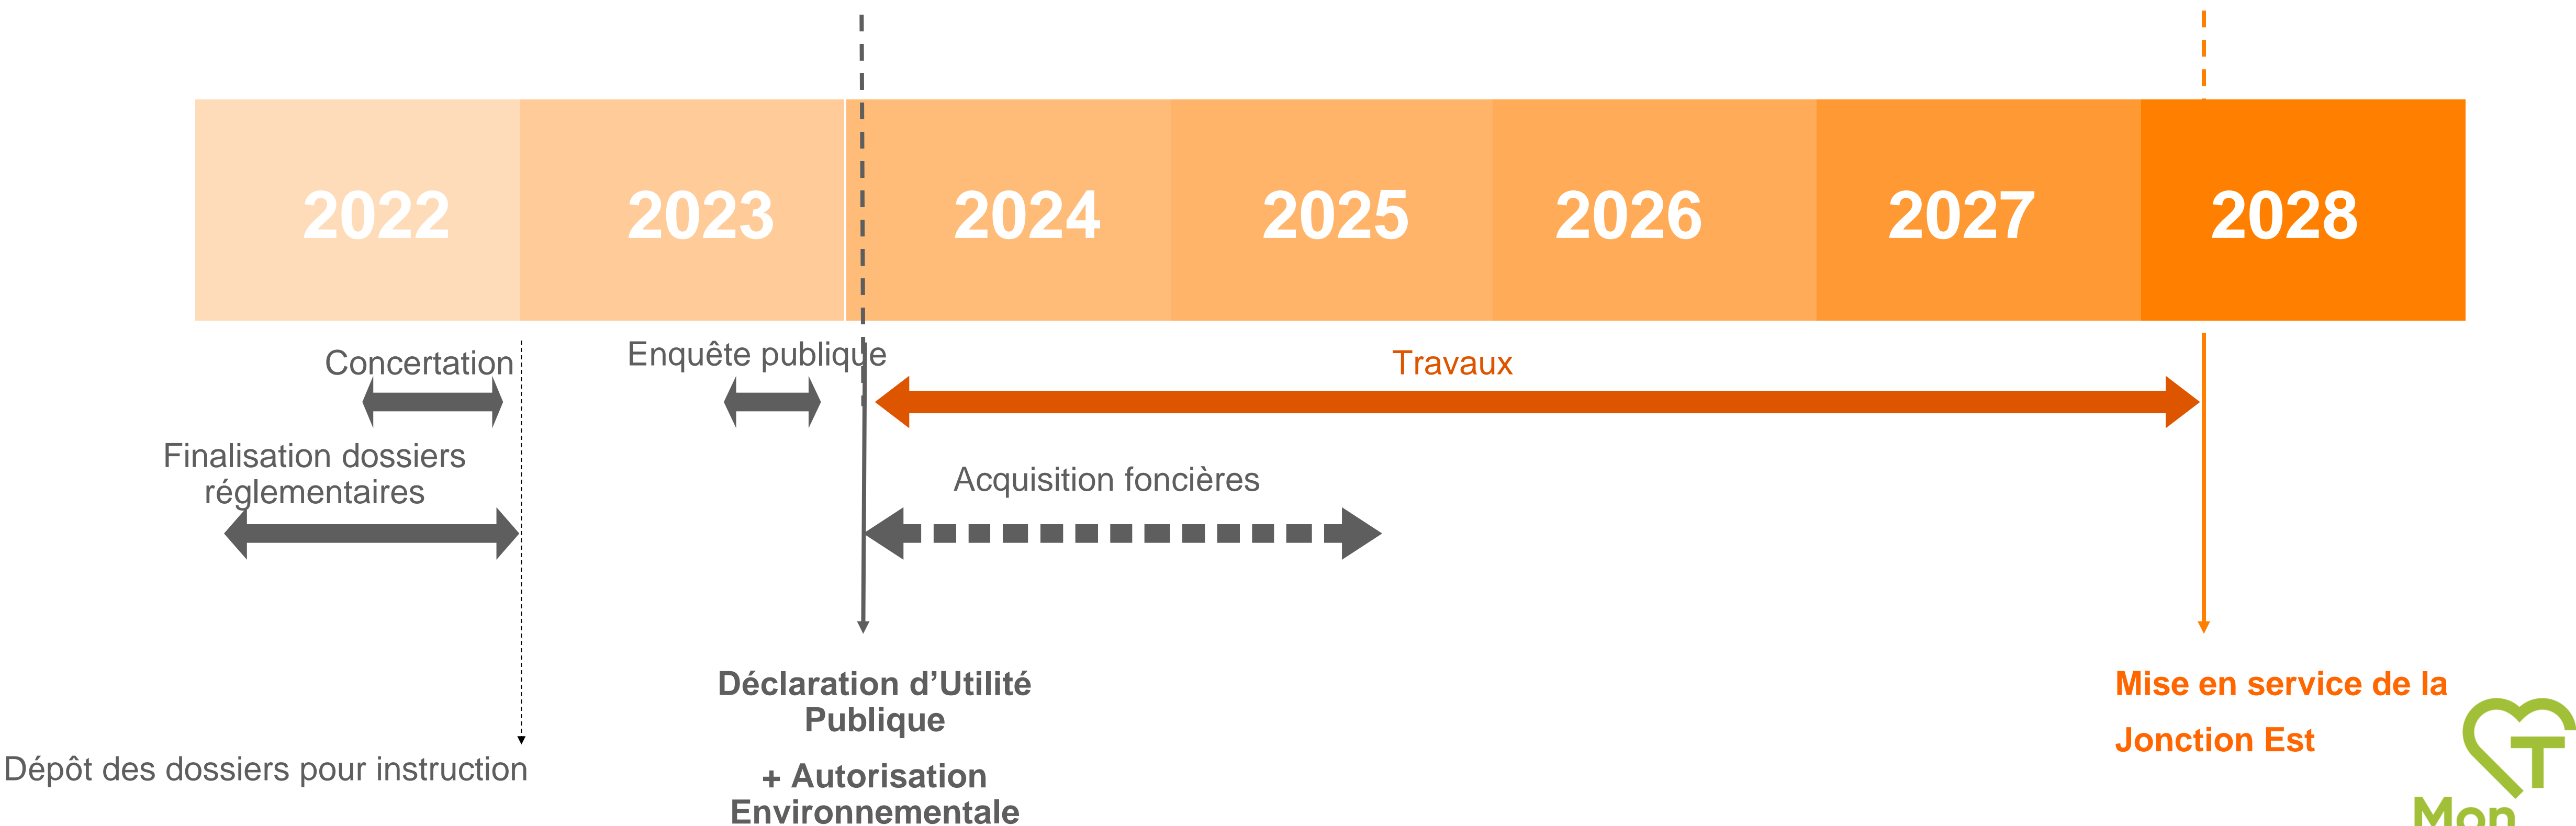 2022 2023 2024 2025 2026 2027 2028
Concertation
Enquête publique
Travaux
Finalisation dossiers
réglementaires
Acquisition foncières
Déclaration d’Utilité
Publique
+ Autorisation
Environnementale
Dépôt des dossiers pour instruction
Mise en service de la
Jonction Est
T
Mon